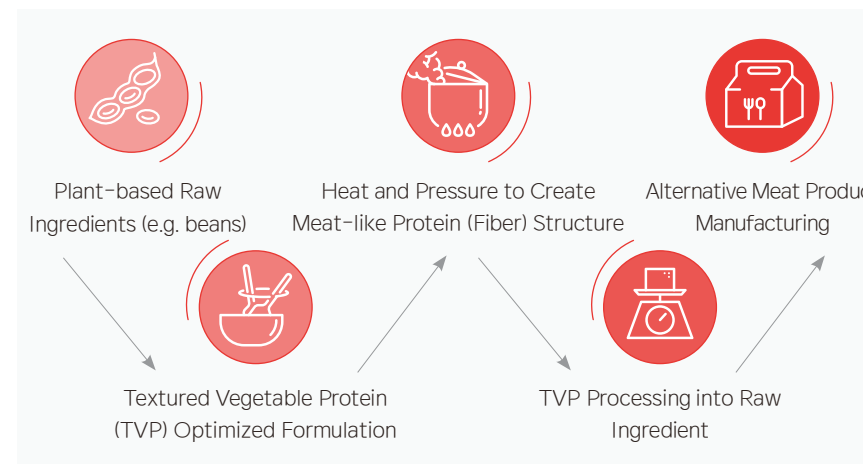 Plant-based Raw
Ingredients (e.g. beans)
Heat and Pressure to Create
Meat-like Protein (Fiber) Structure
Alternative Meat
Manufacturing
Textured Vegetable Protein
(TVP) Optimized Formulation
TVP Processing into Raw
Ingredient